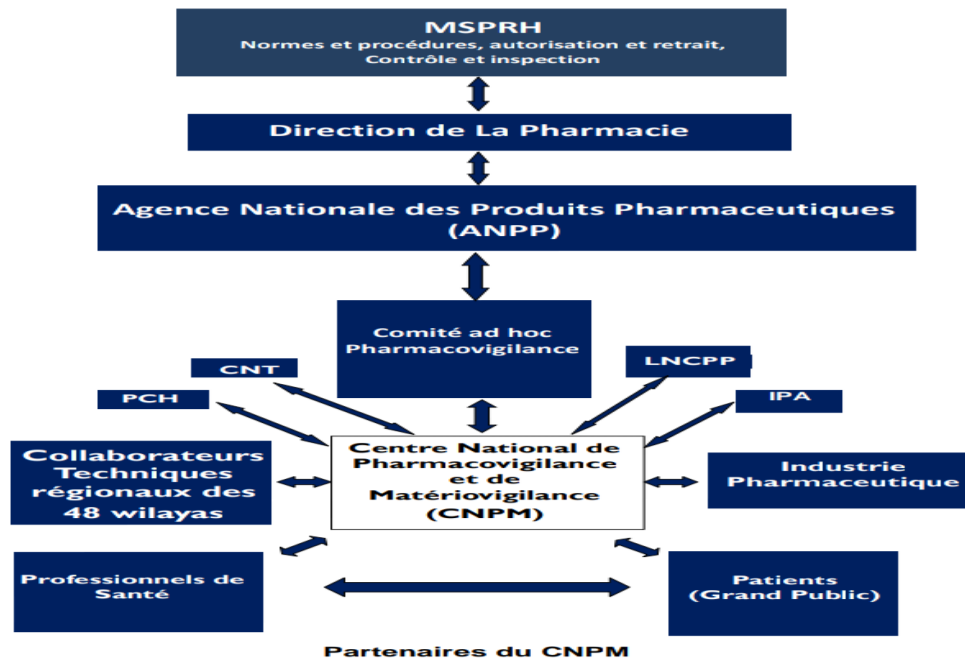 MSPRH
Normes et procédures, autorisation et retrait,
Contrôle et inspection
Direction de La Pharmacie
Agence Nationale des Produits Pharmaceutiques
(ANPP)
Comité ad hoc
Pharmacovigilance
CNT
LNCPP
PCH
IPA
Collaborateurs
Techniques
régionaux des
48 wilayas
Centre National de
Pharmacovigilance
et de
Matèriovigilance
(CNPM)
Industrie
Pharmaceutique
Professionnels de
Santé
Patients
(Grand Public)
Partenaires du CNPM